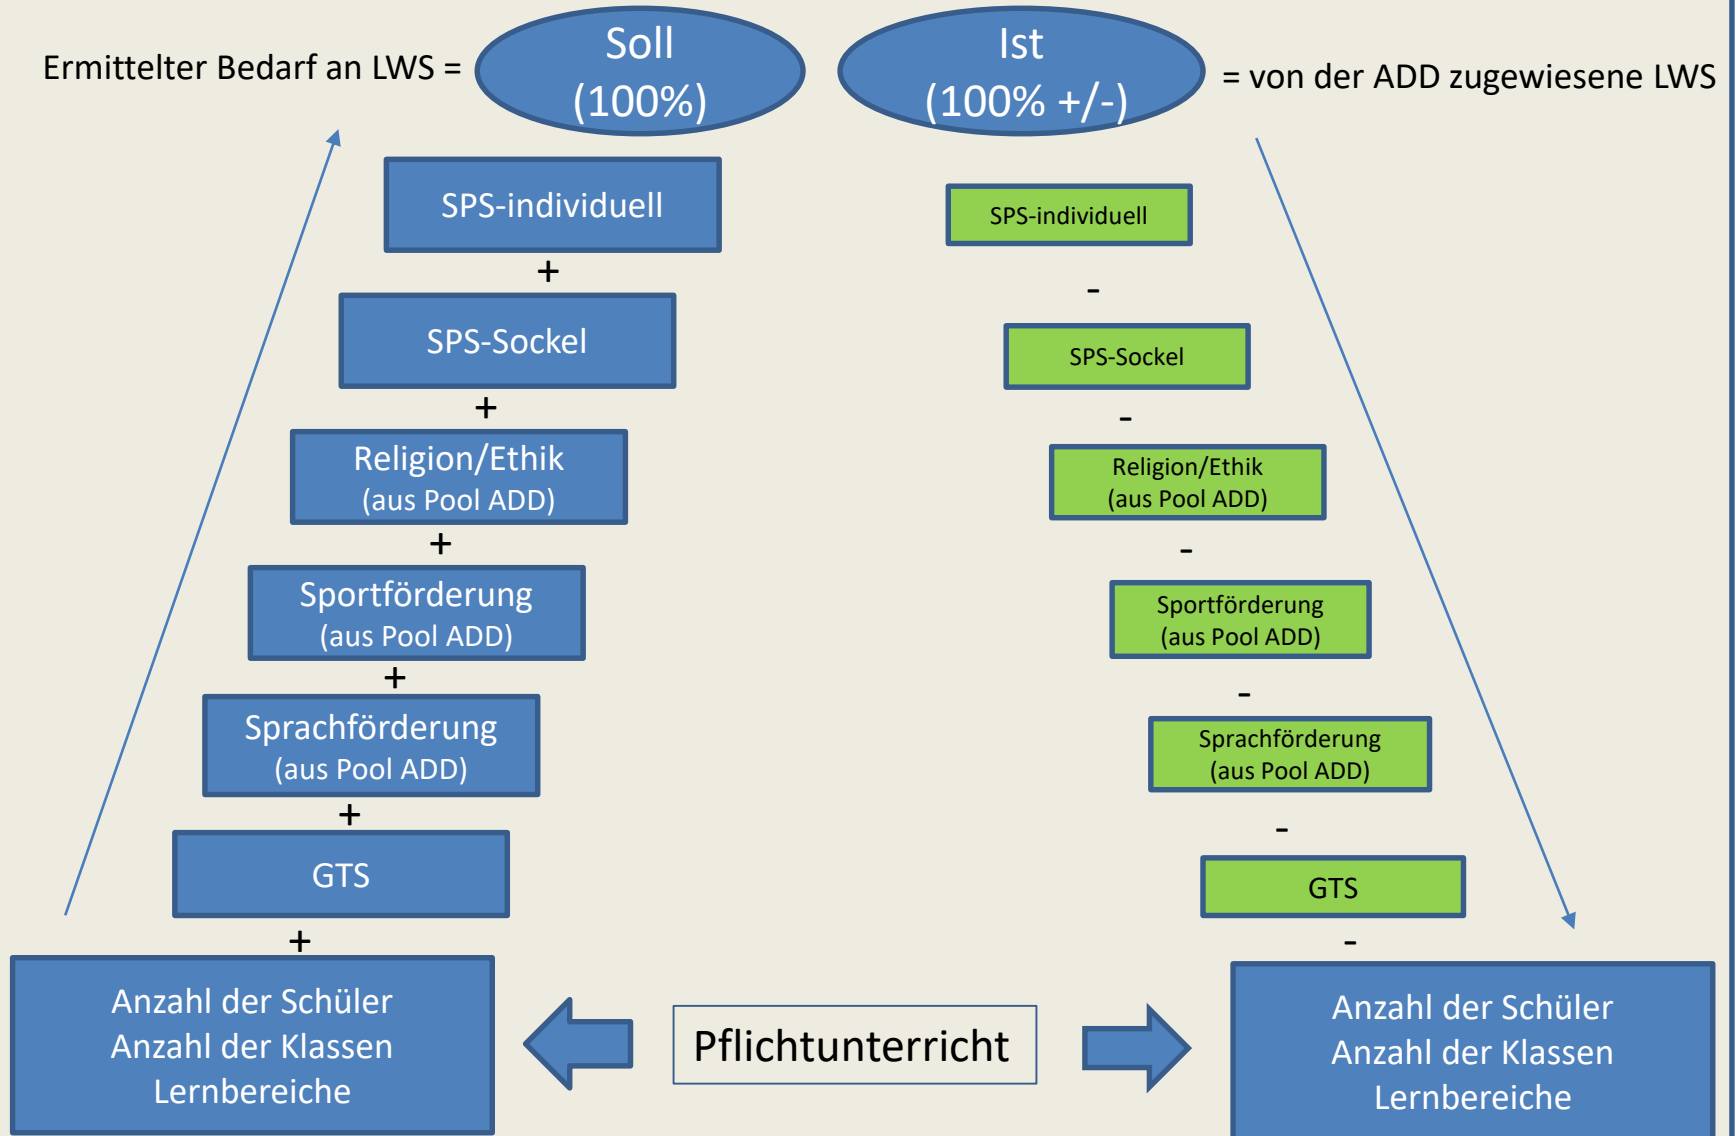 Ermittelter Bedarf an LWS =
Soll
(100%)
Ist
(100% +/-)
= von der ADD zugewiesene LWS
SPS-individuell
+
SPS-Sockel
+
Religion/Ethik
(aus Pool ADD)
+
Sportförderung
(aus Pool ADD)
+
Sprachförderung
(aus Pool ADD)
+
GTS
+
Anzahl der Schüler
Anzahl der Klassen
Lernbereiche
Pflichtunterricht
SPS-individuell
-
SPS-Sockel
-
Religion/Ethik
(aus Pool ADD)
-
Sportförderung
(aus Pool ADD)
-
Sprachförderung
(aus Pool ADD)
-
GTS
-
Anzahl der Schüler
Anzahl der Klassen
Lernbereiche